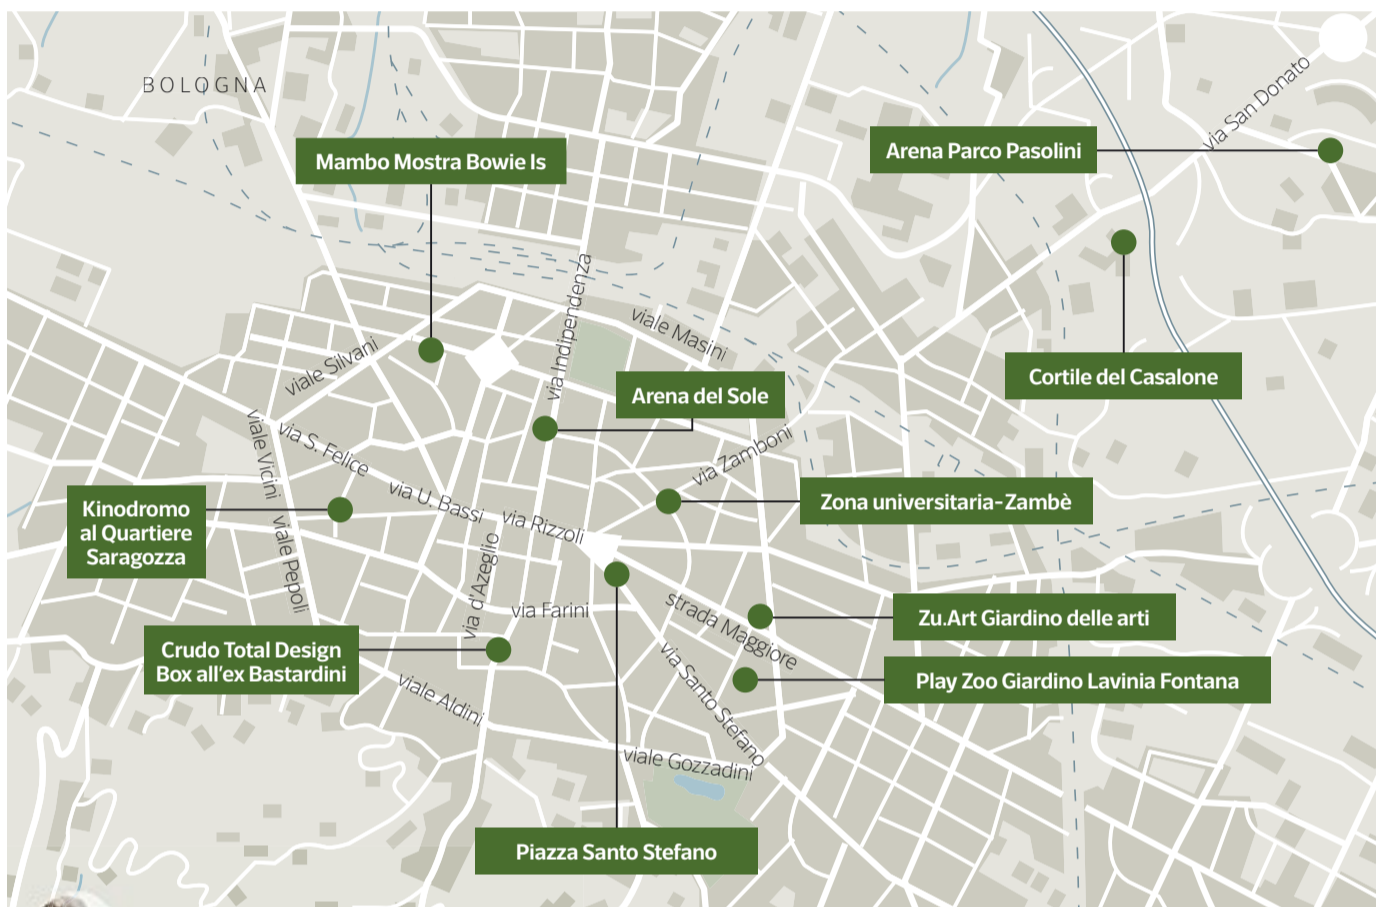 BOLOGNA
via San Donato
Arena Parco Pasolini
Mambo Mostra Bowie Is
via Indipendenza
viale Masini
viale Silvani
Cortile del Casalone
Arena del Sole
viale Vicini
via S. Felice
via Zamboni
via U. Bassi
Zona universitaria-Zambè
Kinodromo
al Quartiere
Saragozza
via Rizzoli
viale Pepoli
via d'Azeglio
via Farini
strada Maggiore
Zu.Art Giardino delle arti
Crudo Total Design
Box all'ex Bastardini
via Santo Stefano
Play Zoo Giardino Lavinia Fontana
viale Aldini
viale Gozzadini
Piazza Santo Stefano